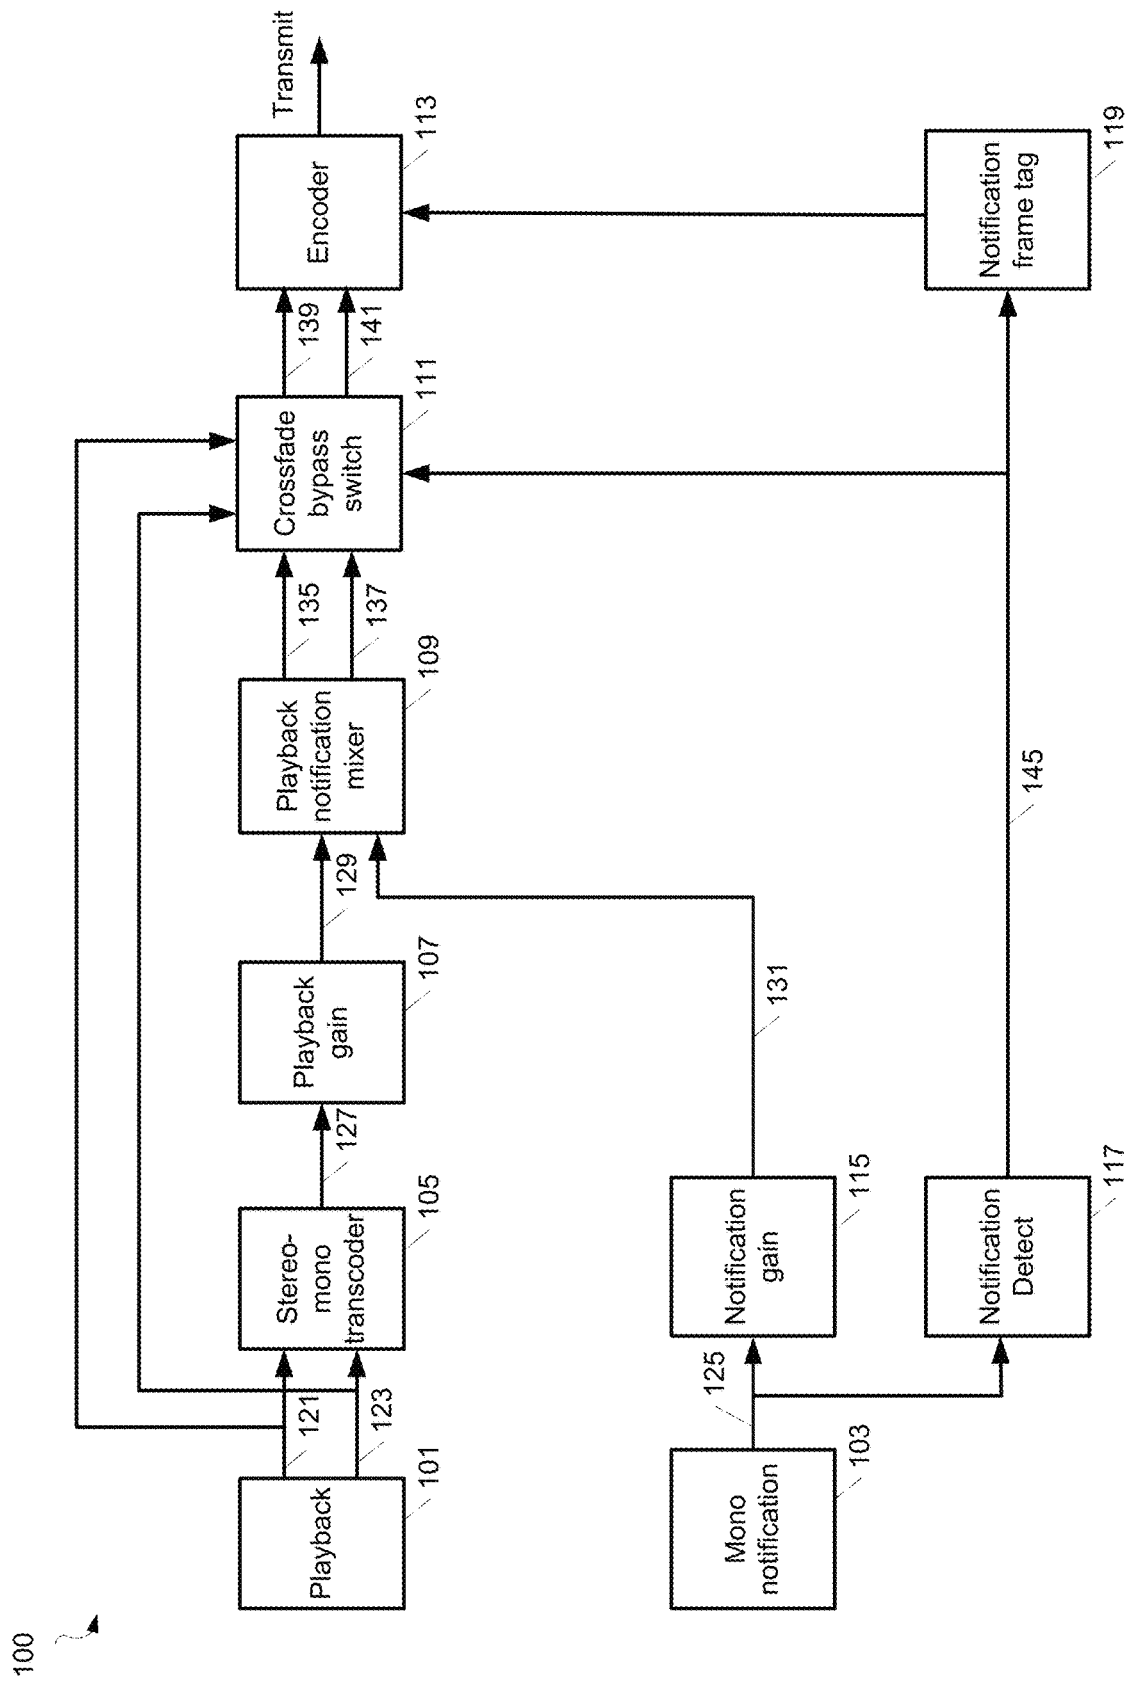 100
Playback
101
121
123
Stereo-
mono
transcoder
105
127
Playback
gain
107
129
Playback
notification
mixer
109
135
137
Crossfade
bypass
switch
111
139
141
Encoder
113
Transmit
Mono
notification
103
125
Notification
gain
115
131
Notification
Detect
117
145
Notification
frame tag
119